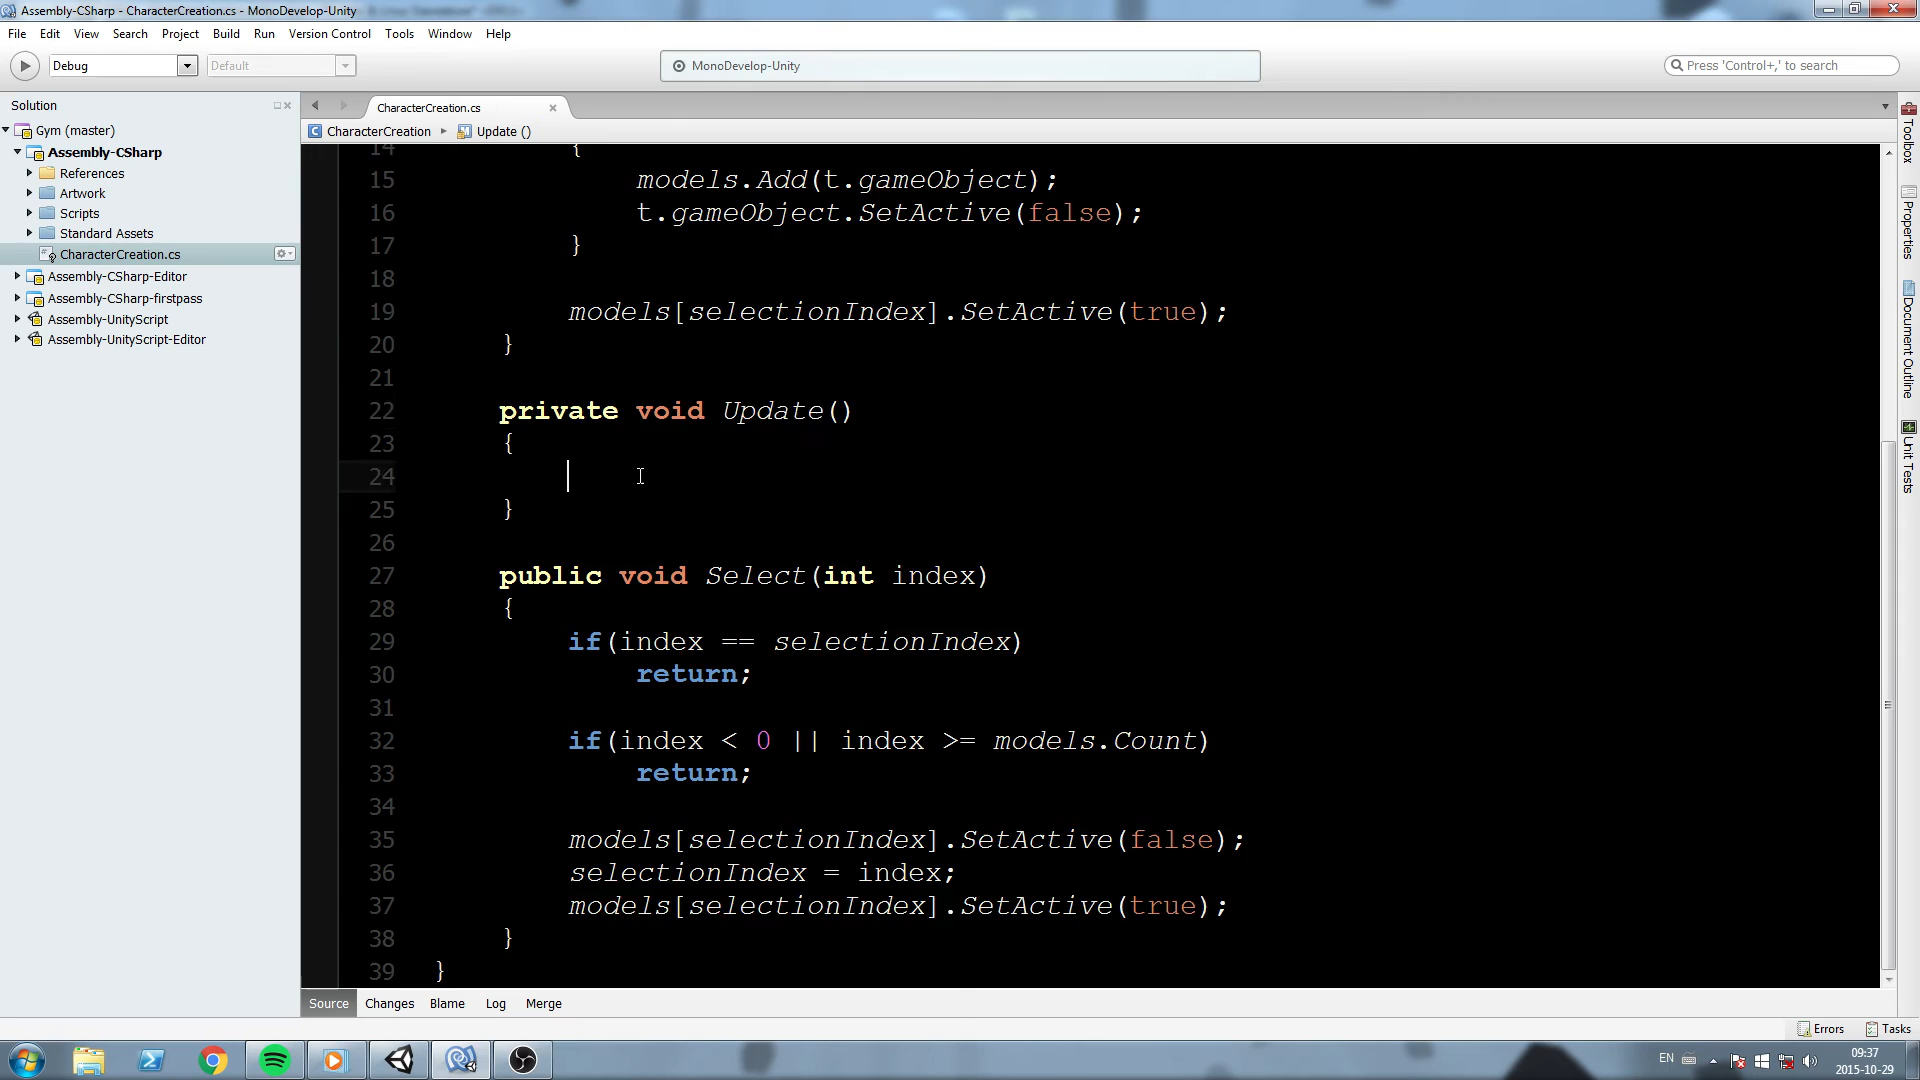 Assembly-CSharp - CharacterCreation.cs - MonoDevelop-Unity
File Edit View Search Project Build Run Version Control Tools Window Help
Debug Default MonoDevelop-Unity Press 'Control+,' to search
Solution
Gym (master)
Assembly-CSharp
References
Artwork
Scripts
Standard Assets
CharacterCreation.cs
Assembly-CSharp-Editor
Assembly-CSharp-firstpass
Assembly-UnityScript
Assembly-UnityScript-Editor
CharacterCreation.cs
CharacterCreation Update ()
14 {
15 models.Add(t.gameObject);
16 t.gameObject.SetActive(false);
17 }
18
19 models[selectionIndex].SetActive(true);
20 }
21
22 private void Update()
23 {
24
25 }
26
27 public void Select(int index)
28 {
29 if(index == selectionIndex)
30 return;
31
32 if(index < 0 || index >= models.Count)
33 return;
34
35 models[selectionIndex].SetActive(false);
36 selectionIndex = index;
37 models[selectionIndex].SetActive(true);
38 }
39 }
Source Changes Blame Log Merge
Toolbox
Properties
Document Outline
Unit Tests
Errors Tasks
EN
09:37
2015-10-29